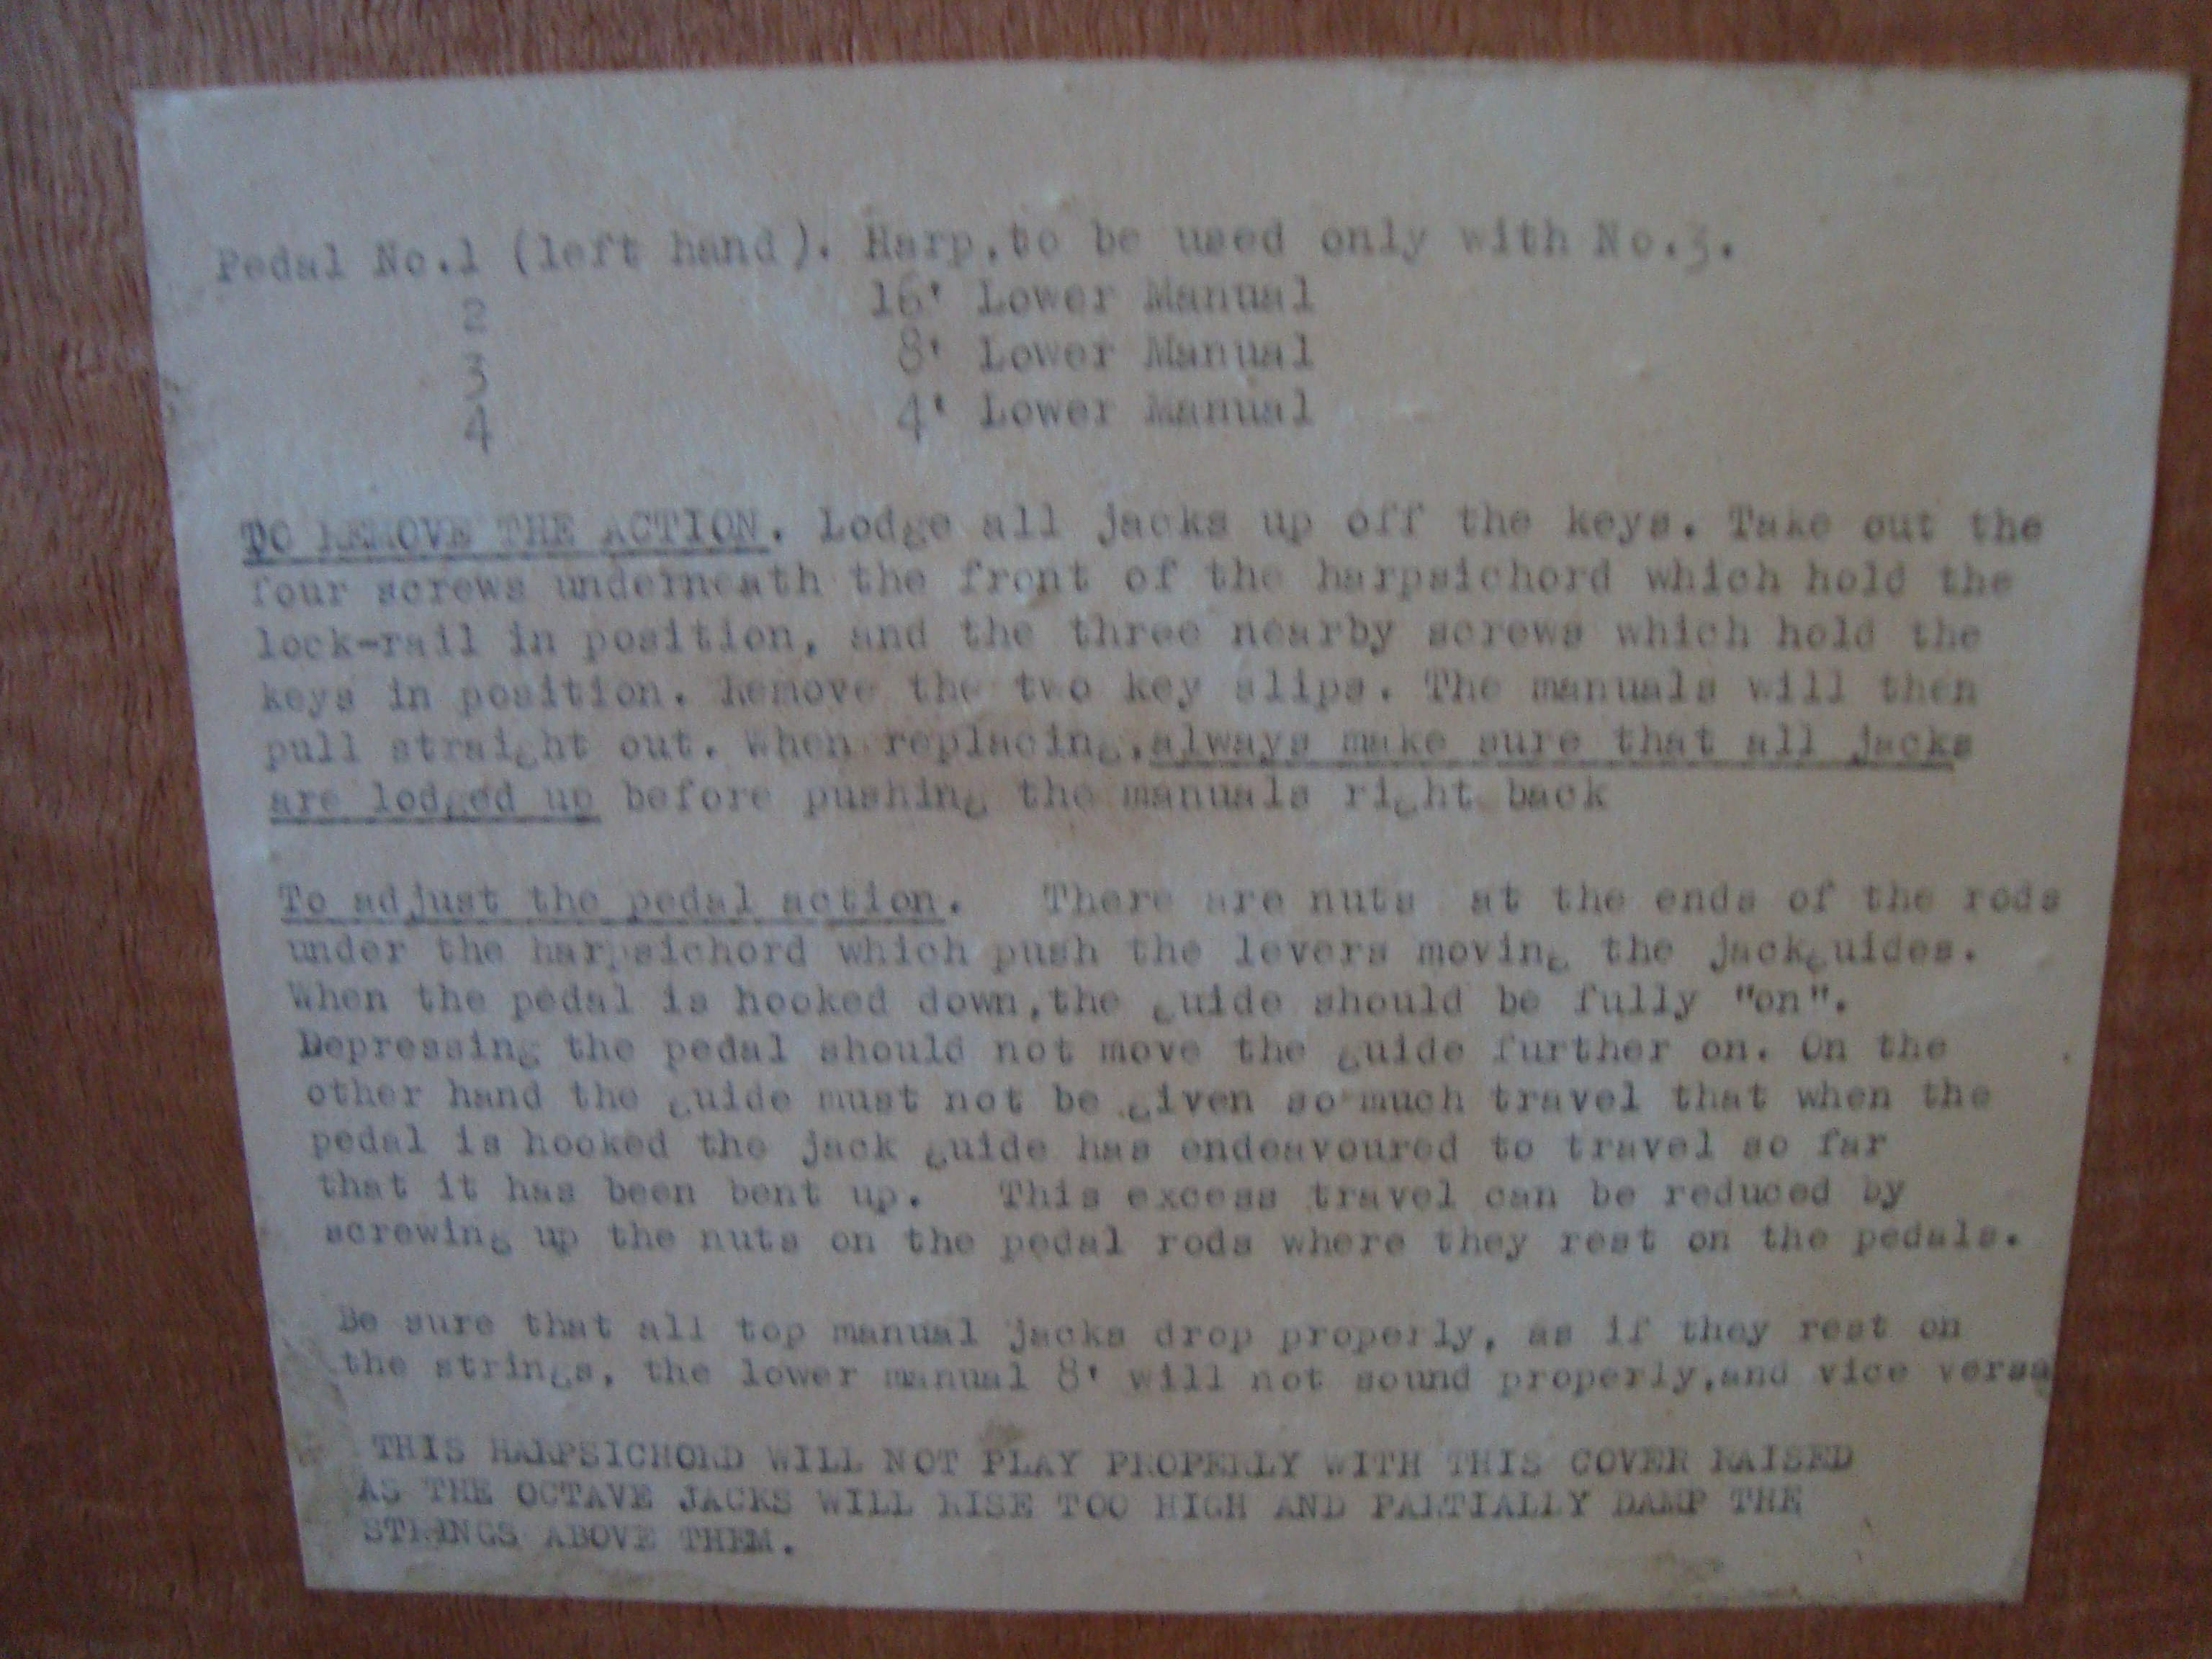 Pedal No.1 (left hand). Harp,to be used only with No.3.
2 16' Lower Manual
3 8' Lower Manual
4 4' Lower Manual
TO REMOVE THE ACTION. Lodge all jacks up off the keys. Take out the
four screws underneath the front of the harpsichord which hold the
lock-rail in position, and the three nearby screws which hold the
keys in position. Remove the two key slips. The manuals will then
pull straight out. When replacing,always make sure that all jacks
are lodged up before pushing the manuals right back
To adjust the pedal action. There are nuts at the ends of the rods
under the harpsichord which push the levers moving the jackguides.
When the pedal is hooked down,the guide should be fully "on".
Depressing the pedal should not move the guide further on. On the
other hand the guide must not be given so much travel that when the
pedal is hooked the jack guide has endeavoured to travel so far
that it has been bent up. This excess travel can be reduced by
screwing up the nuts on the pedal rods where they rest on the pedals.
Be sure that all top manual jacks drop properly, as if they rest on
the strings, the lower manual 8' will not sound properly,and vice versa
THIS HARPSICHORD WILL NOT PLAY PROPERLY WITH THIS COVER RAISED
AS THE OCTAVE JACKS WILL RISE TOO HIGH AND PARTIALLY DAMP THE
STRINGS ABOVE THEM.